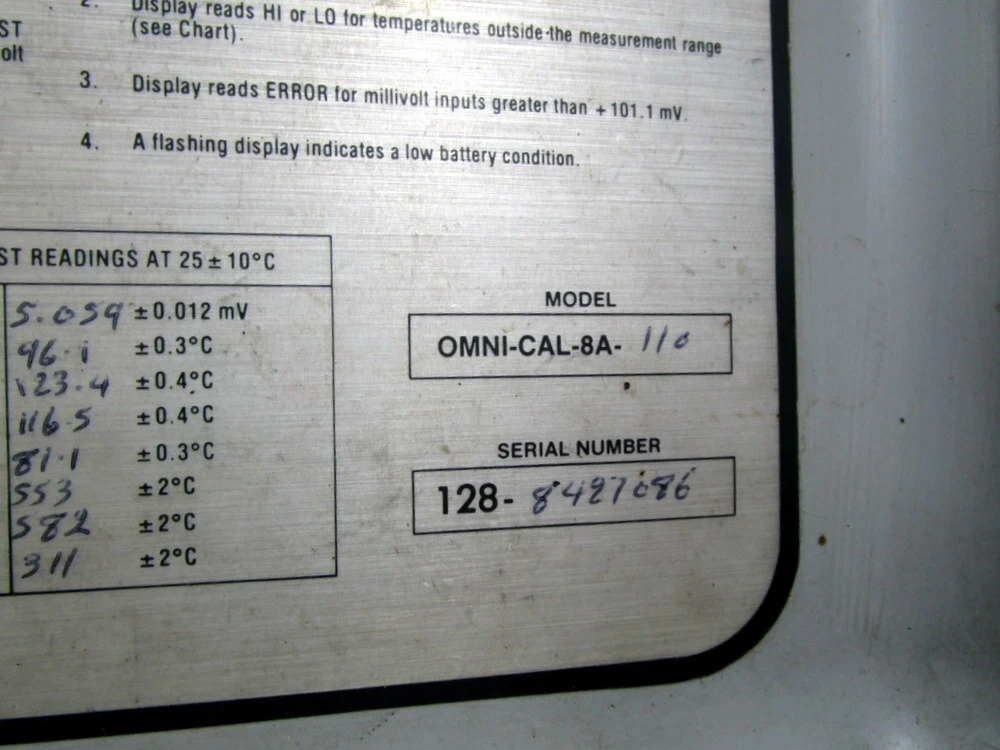 2. Display reads HI or LO for temperatures outside the measurement range
(see Chart).
ST
olt
3. Display reads ERROR for millivolt inputs greater than +101.1 mV.
4. A flashing display indicates a low battery condition.
ST READINGS AT 25 ± 10°C
5.059 ±0.012 mV
96.1 ±0.3°C
123.4 ±0.4°C
116.5 ±0.4°C
81.1 ±0.3°C
553 ±2°C
582 ±2°C
311 ±2°C
MODEL
OMNI-CAL-8A- 110
SERIAL NUMBER
128- 8427086